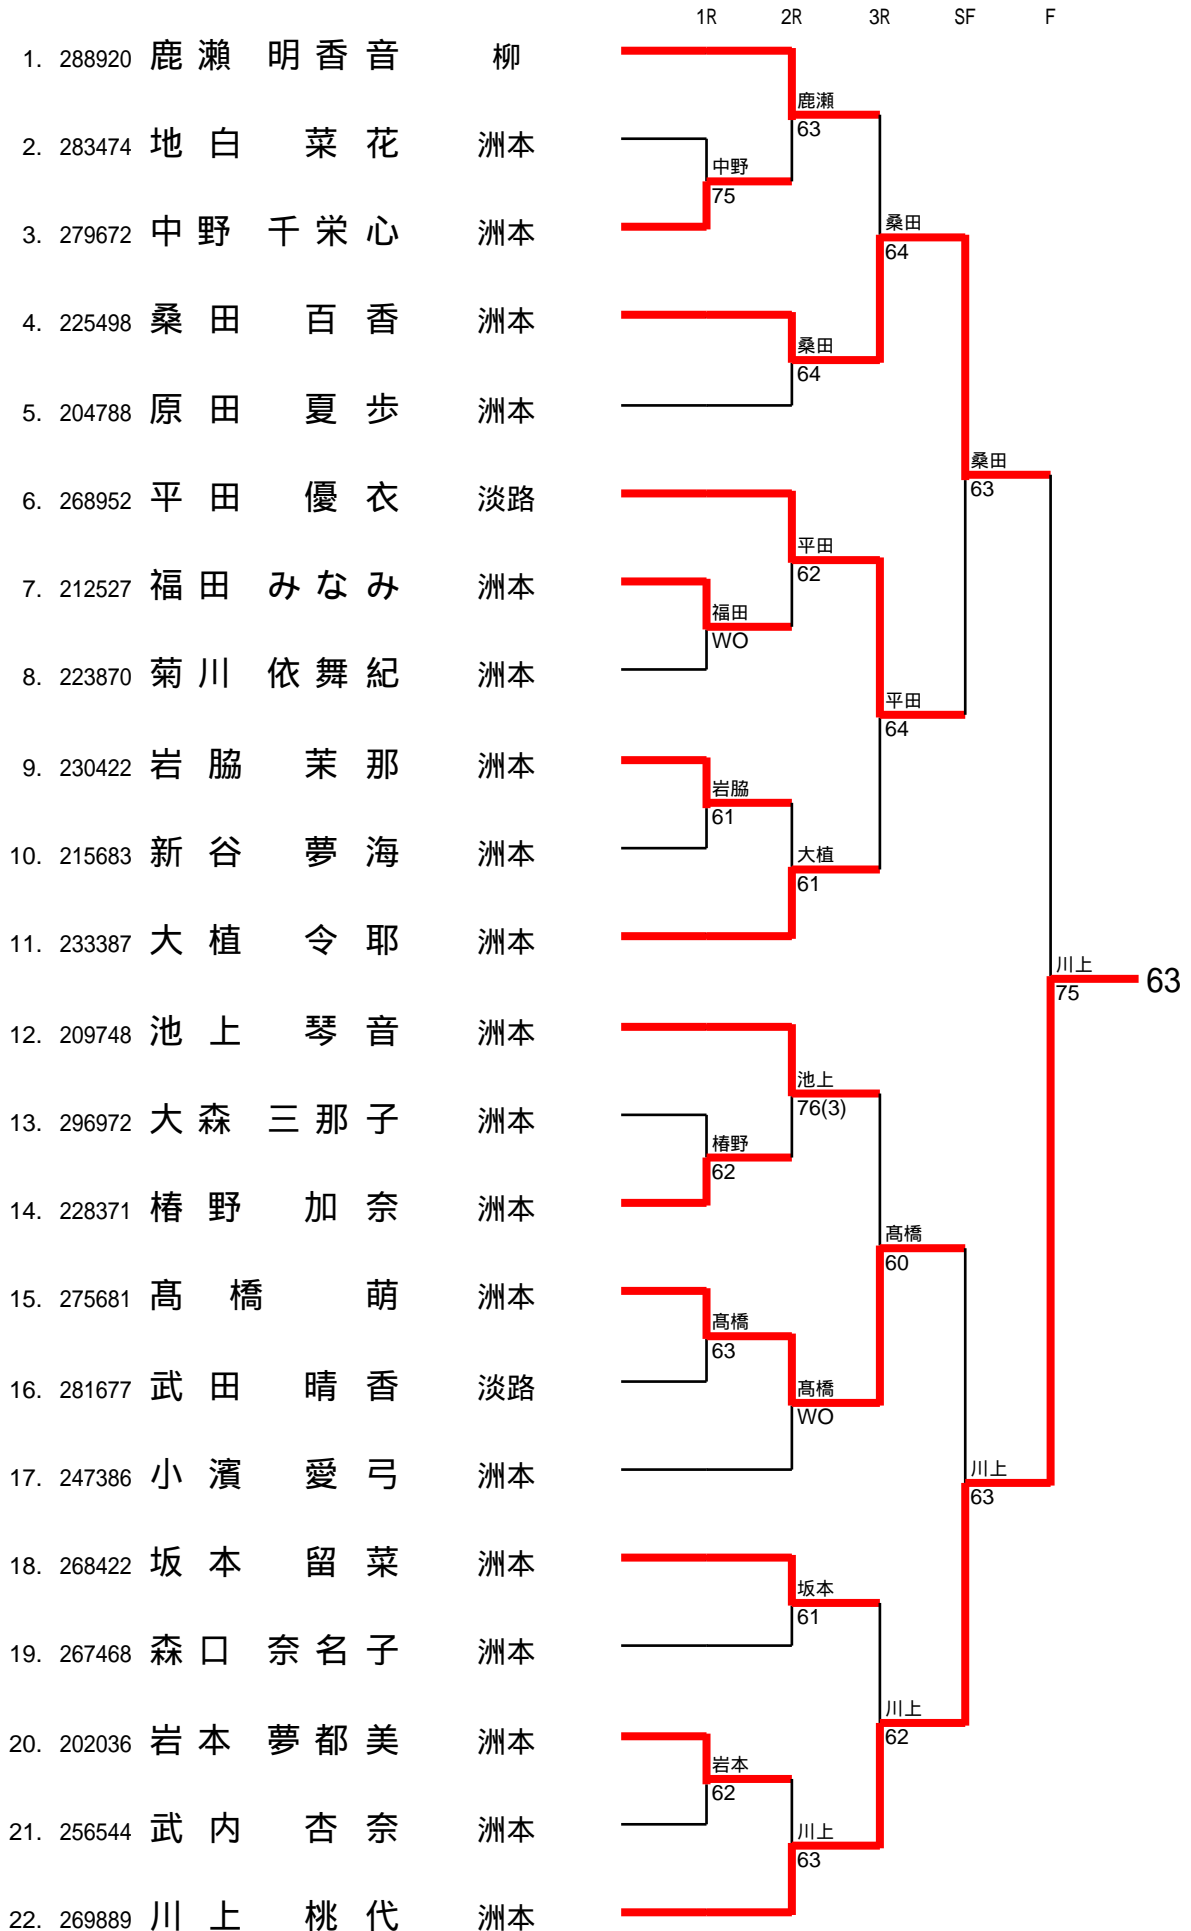 1R 2R 3R SF F
1. 288920 鹿瀬 明香音 柳
鹿瀬
63
2. 283474 地白 菜花 洲本
中野
75
3. 279672 中野 千栄心 洲本
桑田
64
4. 225498 桑田 百香 洲本
桑田
64
5. 204788 原田 夏歩 洲本
桑田
63
6. 268952 平田 優衣 淡路
平田
62
7. 212527 福田 みなみ 洲本
福田
WO
8. 223870 菊川 依舞紀 洲本
平田
64
9. 230422 岩脇 茉那 洲本
岩脇
61
10. 215683 新谷 夢海 洲本
大植
61
11. 233387 大植 令耶 洲本
川上
75
63
12. 209748 池上 琴音 洲本
池上
76(3)
13. 296972 大森 三那子 洲本
椿野
62
14. 228371 椿野 加奈 洲本
髙橋
60
15. 275681 髙橋 萌 洲本
髙橋
63
16. 281677 武田 晴香 淡路
髙橋
WO
17. 247386 小濱 愛弓 洲本
川上
63
18. 268422 坂本 留菜 洲本
坂本
61
19. 267468 森口 奈名子 洲本
川上
62
20. 202036 岩本 夢都美 洲本
岩本
62
21. 256544 武内 杏奈 洲本
川上
63
22. 269889 川上 桃代 洲本